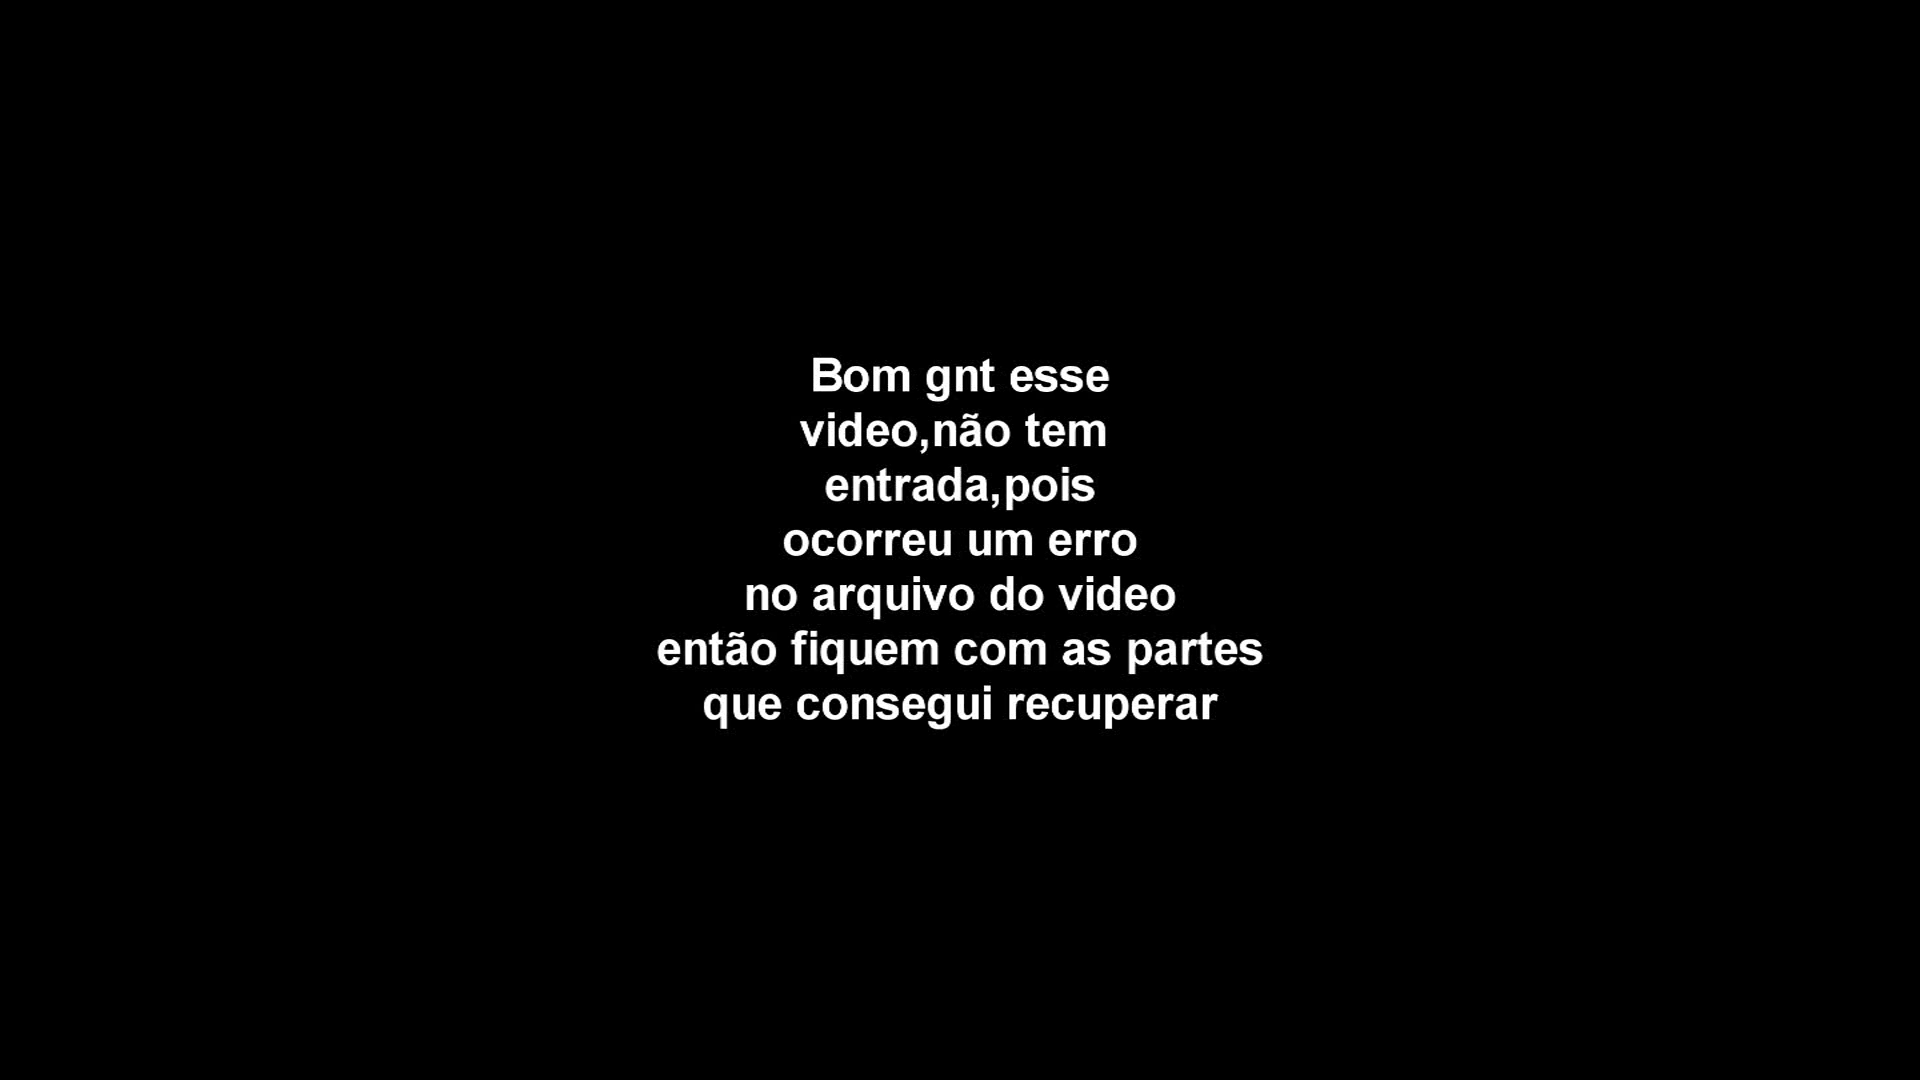 Bom gnt esse
video,não tem
entrada,pois
ocorreu um erro
no arquivo do video
então fiquem com as partes
que consegui recuperar